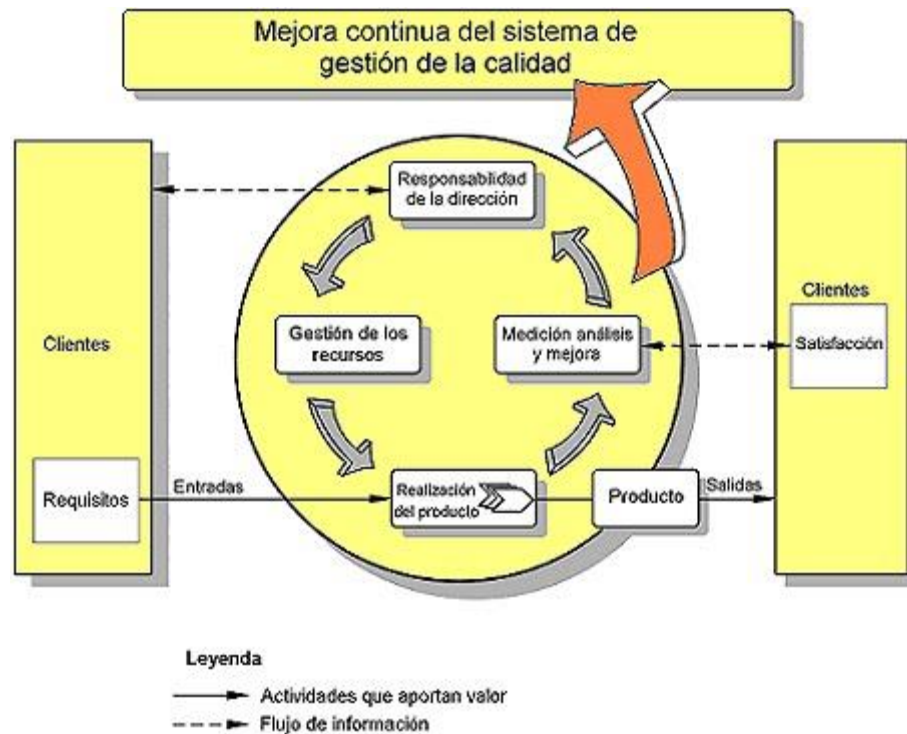 Mejora continua del sistema de
gestión de la calidad
Responsabilidad
de la dirección
Clientes
Gestión de los
recursos
Medición análisis
y mejora
Clientes
Satisfacción
Requisitos
Entradas
Realización
del producto
Producto
Salidas
Leyenda
Actividades que aportan valor
Flujo de información